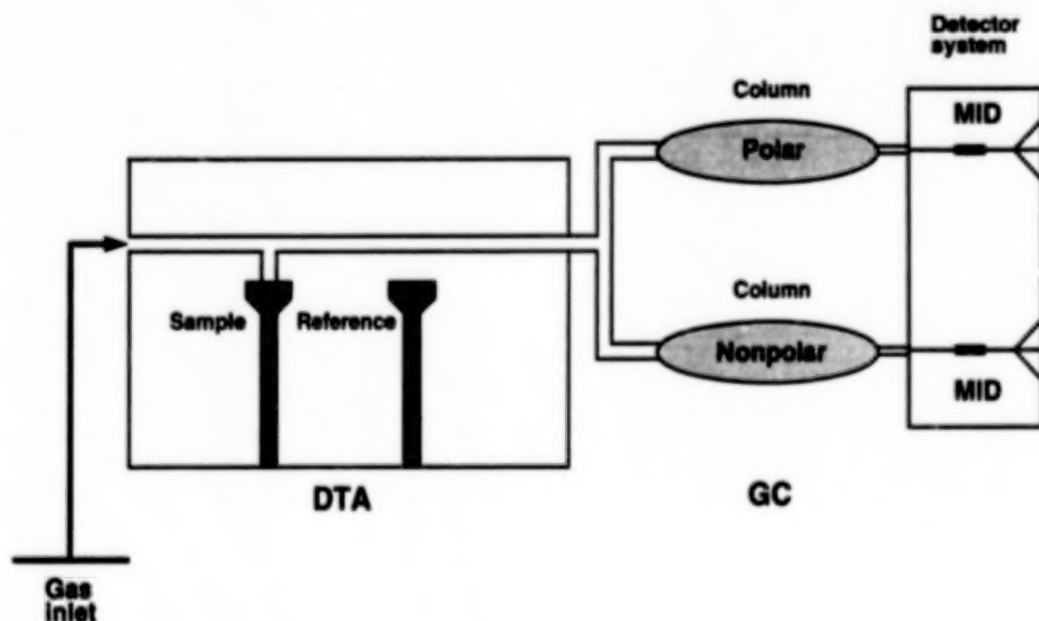 Detector
system
Column
MID
Polar
Column
Sample
Reference
Nonpolar
MID
DTA
GC
Gas
inlet